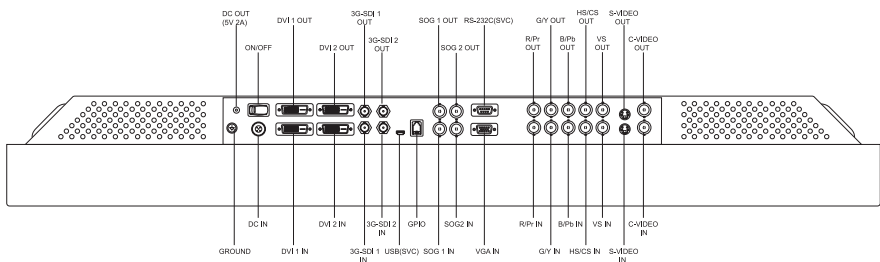 DC OUT
(5V 2A)
ON/OFF
DVI 1 OUT
DVI 2 OUT
3G-SDI 1
OUT
3G-SDI 2
OUT
SOG 1 OUT
SOG 2 OUT
RS-232C(SVC)
R/Pr
OUT
G/Y OUT
B/Pb
OUT
HS/CS
OUT
VS
OUT
S-VIDEO
OUT
C-VIDEO
OUT
GROUND
DC IN
DVI 1 IN
DVI 2 IN
3G-SDI 1
IN
3G-SDI 2
IN
USB(SVC)
GPIO
SOG 1 IN
SOG2 IN
VGA IN
R/Pr IN
G/Y IN
B/Pb IN
HS/CS IN
VS IN
S-VIDEO
IN
C-VIDEO
IN